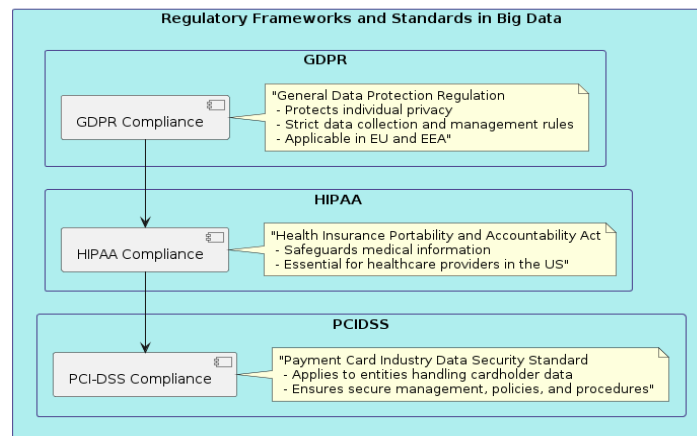 Regulatory Frameworks and Standards in Big Data
GDPR
GDPR Compliance
"General Data Protection Regulation
- Protects individual privacy
- Strict data collection and management rules
- Applicable in EU and EEA"
HIPAA
HIPAA Compliance
"Health Insurance Portability and Accountability Act
- Safeguards medical information
- Essential for healthcare providers in the US"
PCIDSS
PCI-DSS Compliance
"Payment Card Industry Data Security Standard
- Applies to entities handling cardholder data
- Ensures secure management, policies, and procedures"